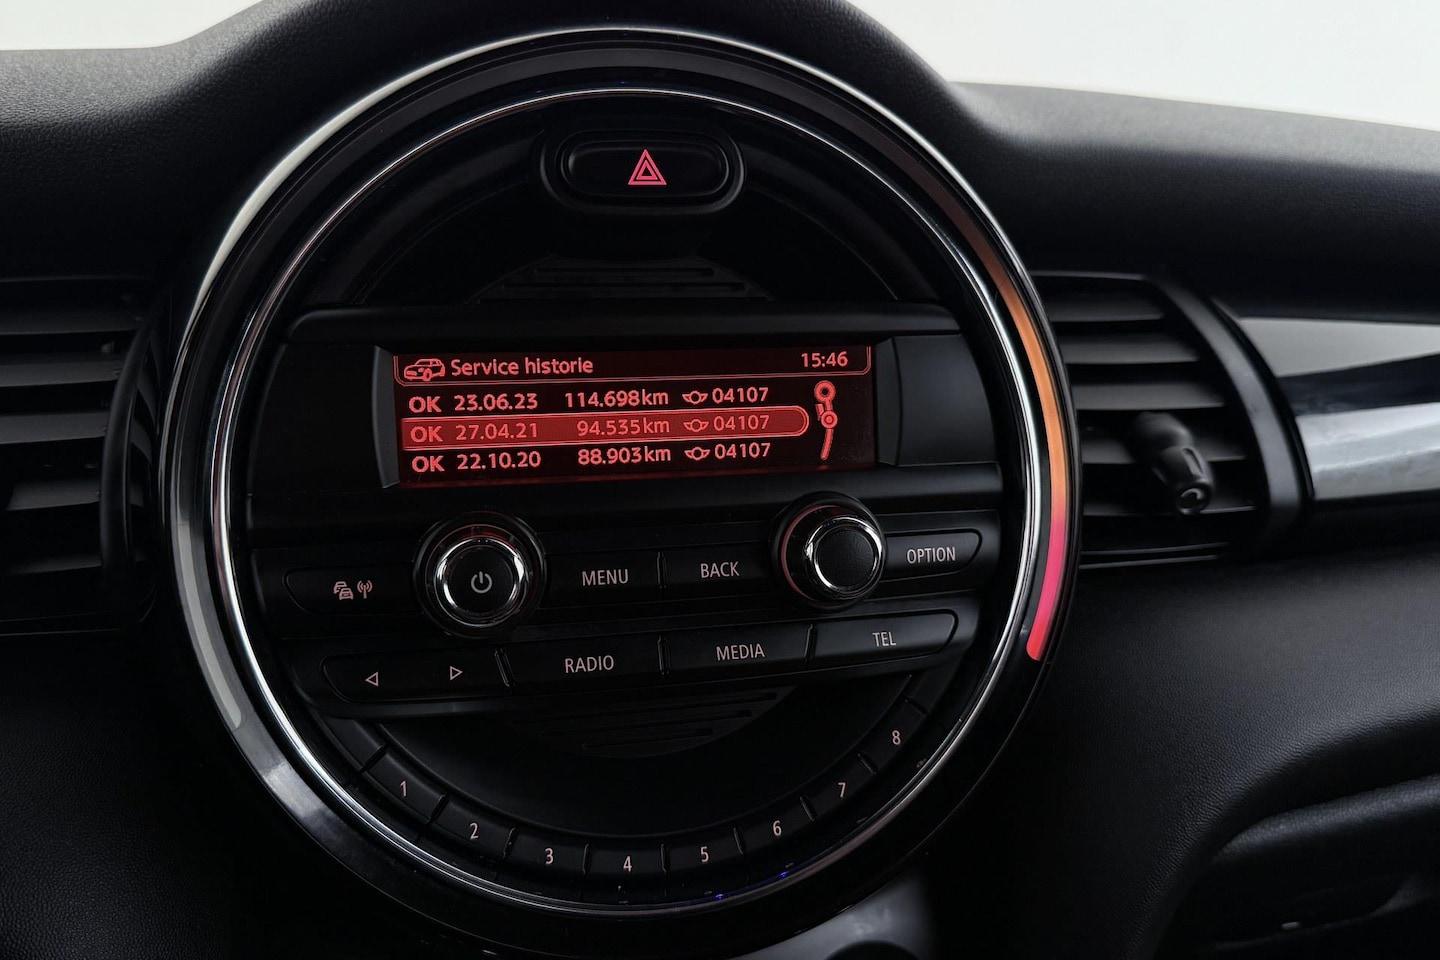 Service historie 15:46
OK 23.06.23 114.698km 04107
OK 27.04.21 94.535km 04107
OK 22.10.20 88.903km 04107
MENU BACK OPTION
RADIO MEDIA TEL
1 2 3 4 5 6 7 8